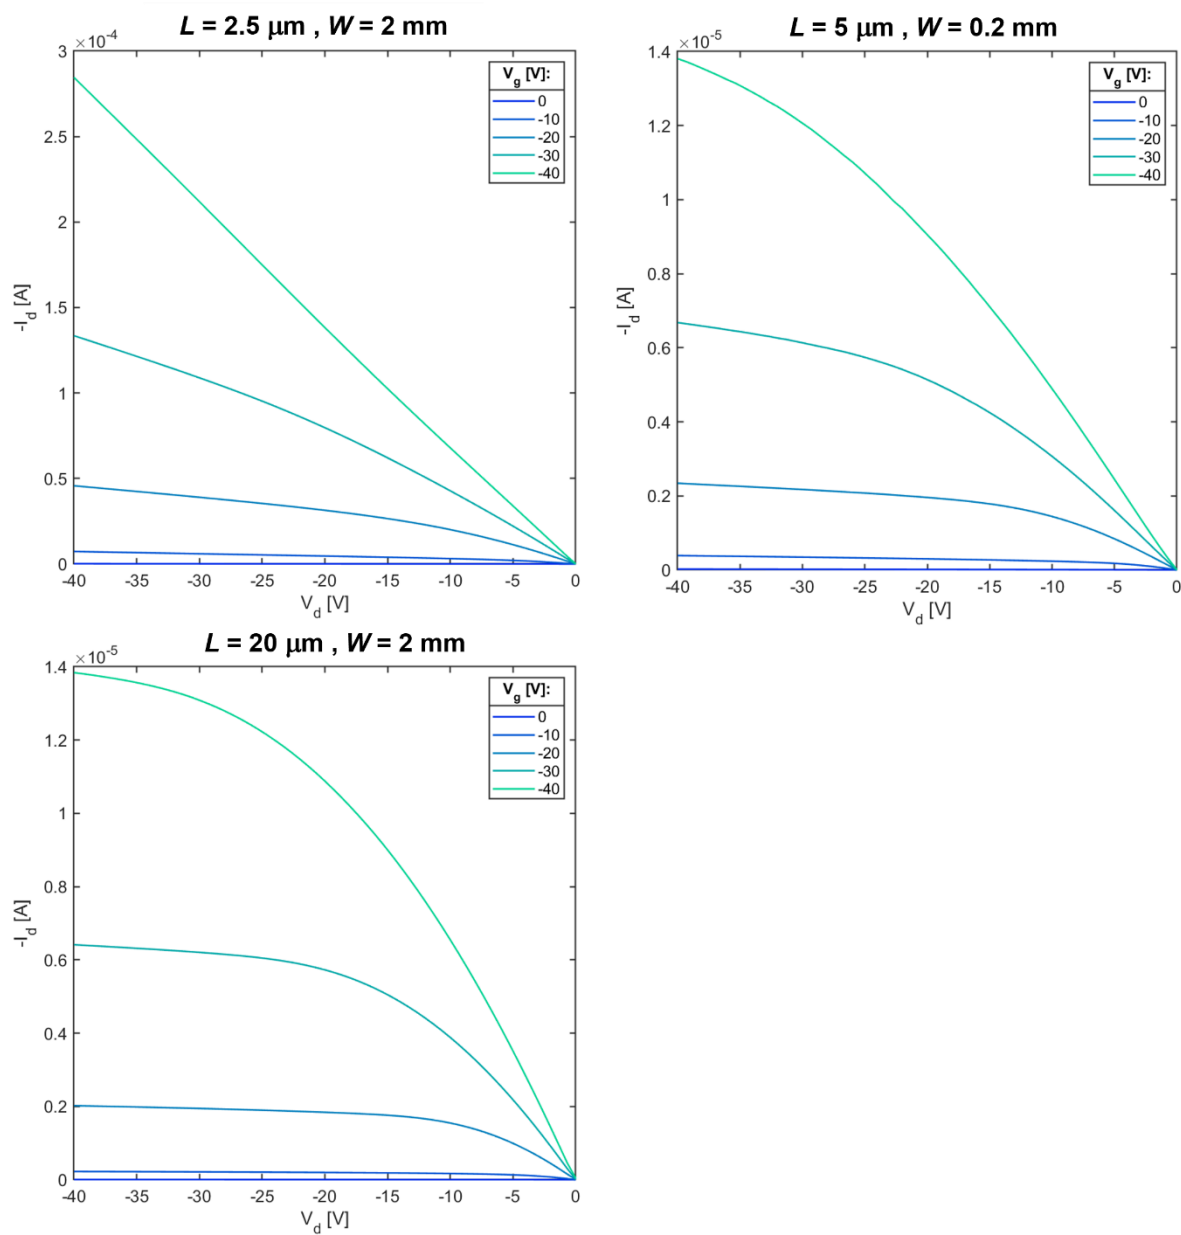 L = 2.5 μm , W = 2 mm
×10⁻⁴
3
2.5
2
1.5
1
0.5
0
-I_d [A]
V_g [V]:
0
-10
-20
-30
-40
-40 -35 -30 -25 -20 -15 -10 -5 0
V_d [V]
L = 5 μm , W = 0.2 mm
×10⁻⁵
1.4
1.2
1
0.8
0.6
0.4
0.2
0
-I_d [A]
V_g [V]:
0
-10
-20
-30
-40
-40 -35 -30 -25 -20 -15 -10 -5 0
V_d [V]
L = 20 μm , W = 2 mm
×10⁻⁵
1.4
1.2
1
0.8
0.6
0.4
0.2
0
-I_d [A]
V_g [V]:
0
-10
-20
-30
-40
-40 -35 -30 -25 -20 -15 -10 -5 0
V_d [V]